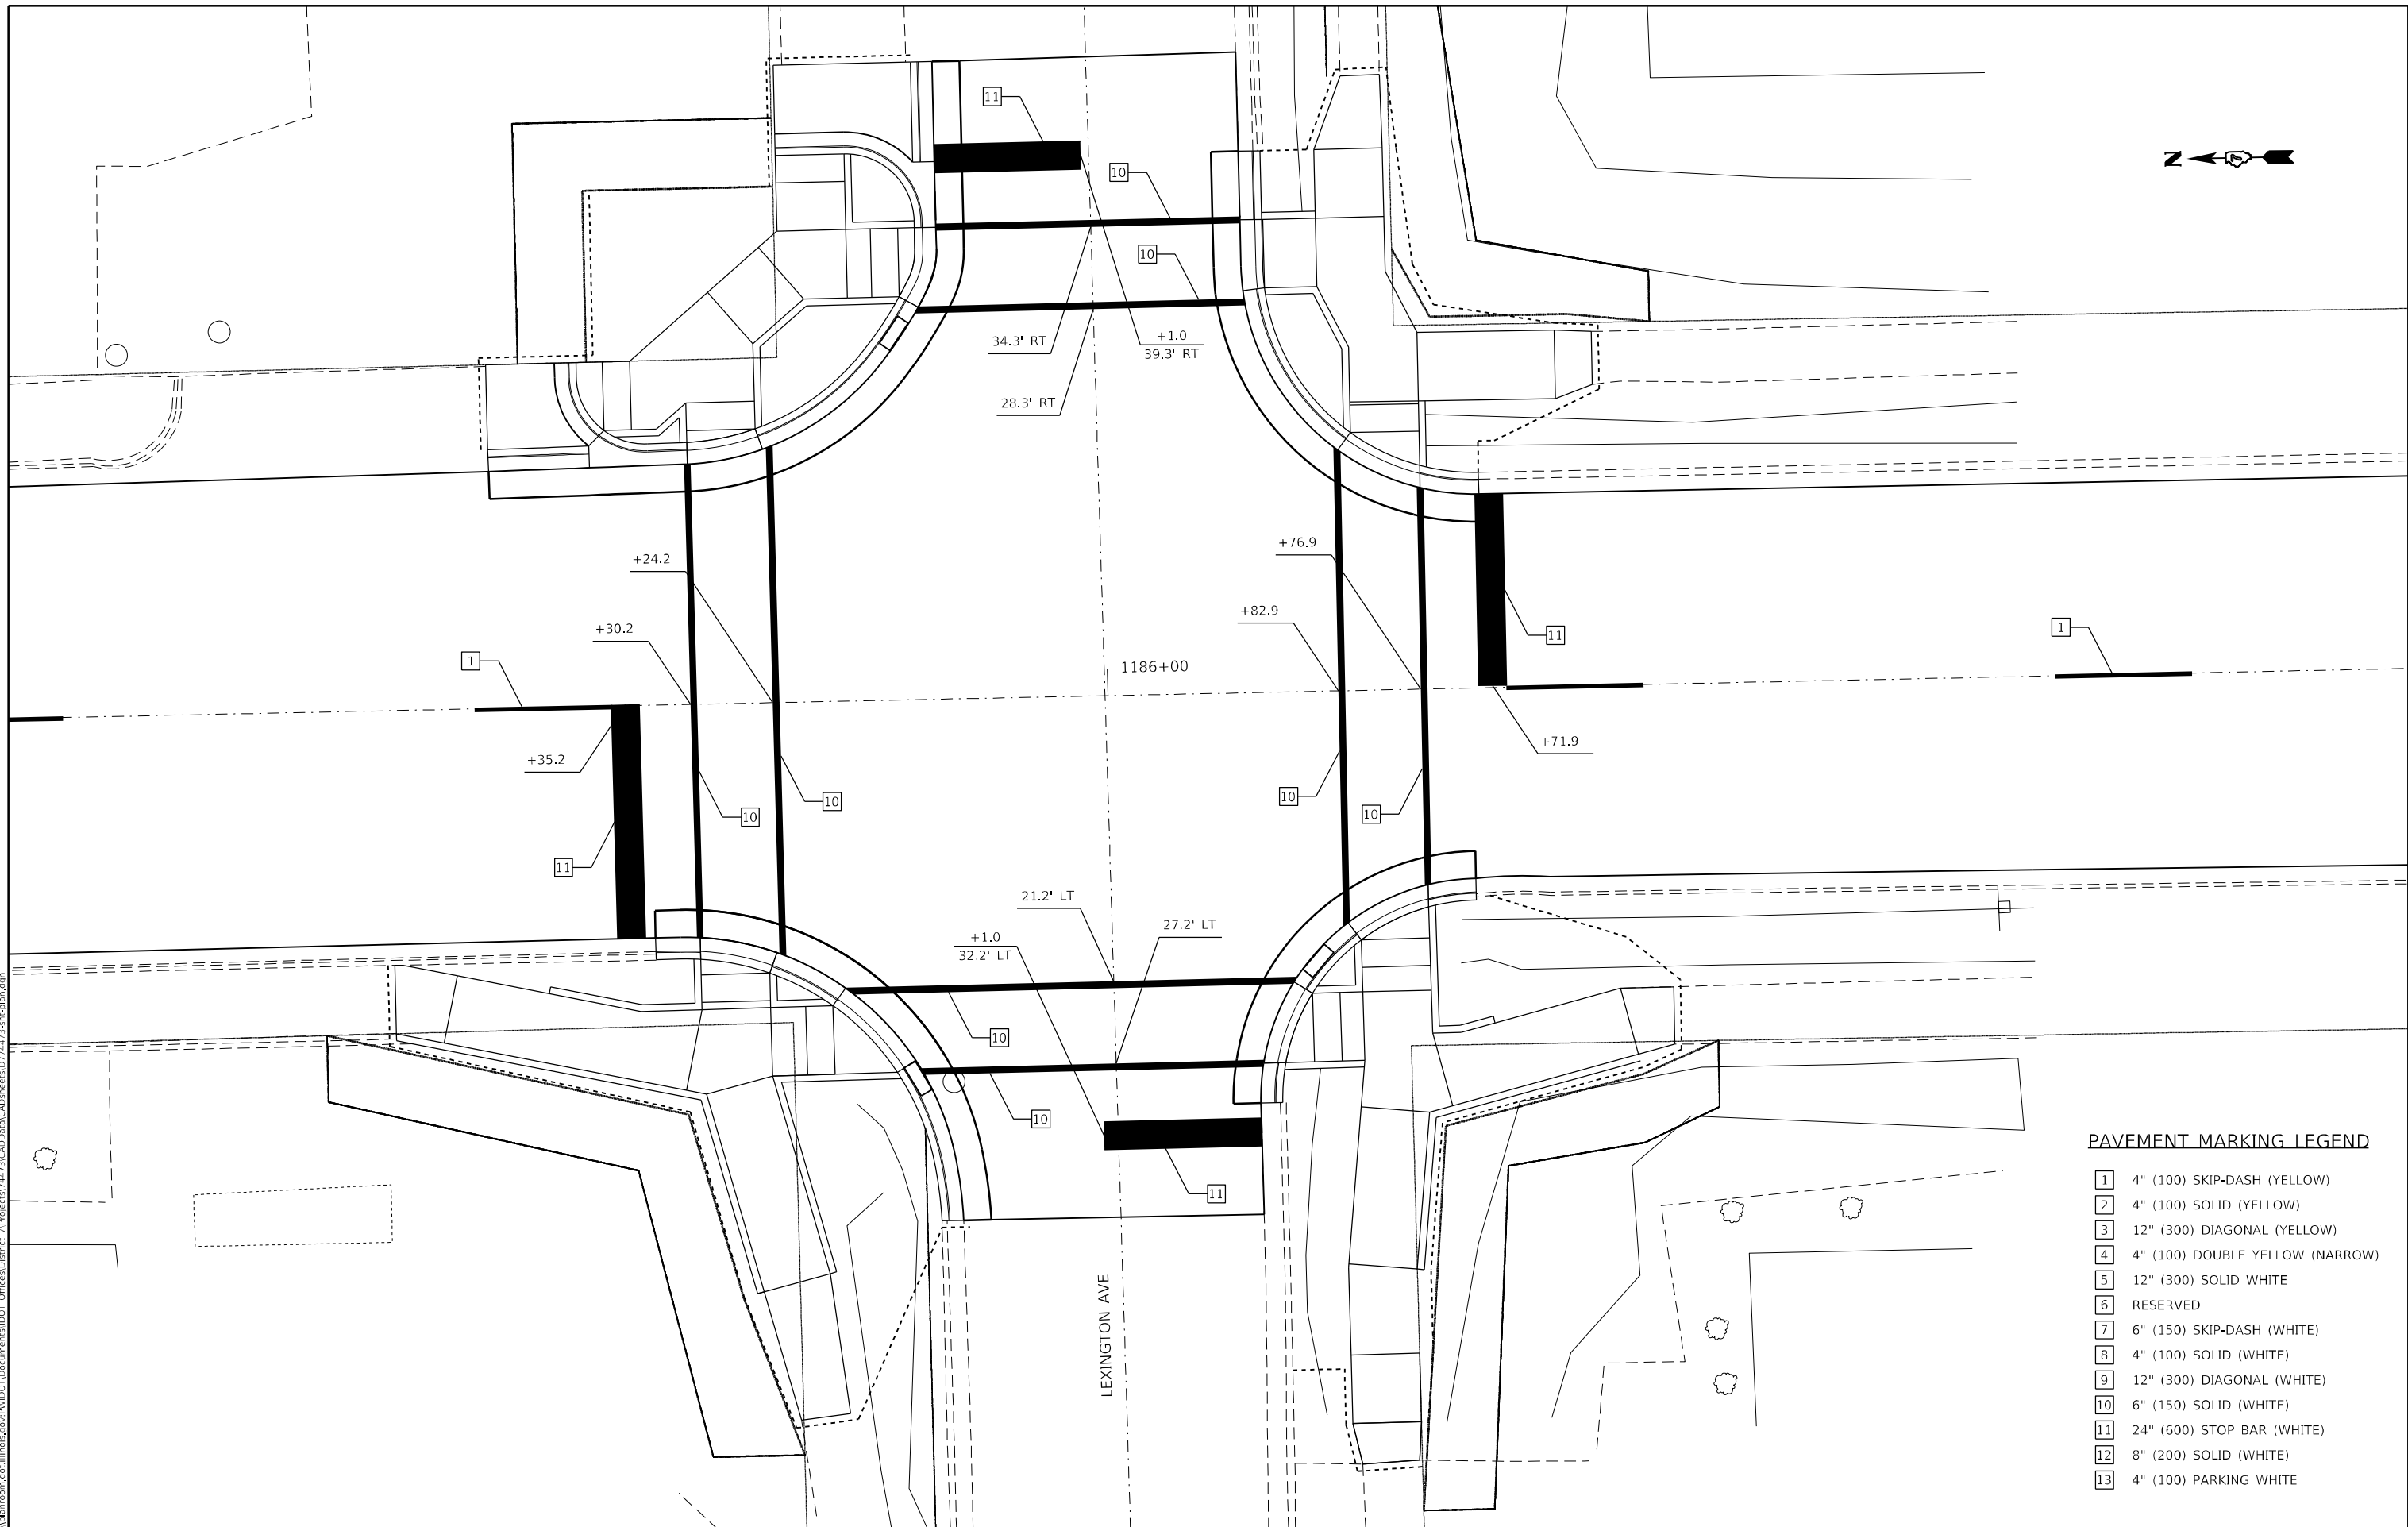 11
10
N
10
34.3' RT
+1.0
39.3' RT
28.3' RT
+24.2
+76.9
+82.9
+30.2
11
1
1
1186+00
+35.2
+71.9
10
10
10
10
11
21.2' LT
27.2' LT
+1.0
32.2' LT
10
10
11
LEXINGTON AVE
PAVEMENT MARKING LEGEND
1 4" (100) SKIP-DASH (YELLOW)
2 4" (100) SOLID (YELLOW)
3 12" (300) DIAGONAL (YELLOW)
4 4" (100) DOUBLE YELLOW (NARROW)
5 12" (300) SOLID WHITE
6 RESERVED
7 6" (150) SKIP-DASH (WHITE)
8 4" (100) SOLID (WHITE)
9 12" (300) DIAGONAL (WHITE)
10 6" (150) SOLID (WHITE)
11 24" (600) STOP BAR (WHITE)
12 8" (200) SOLID (WHITE)
13 4" (100) PARKING WHITE